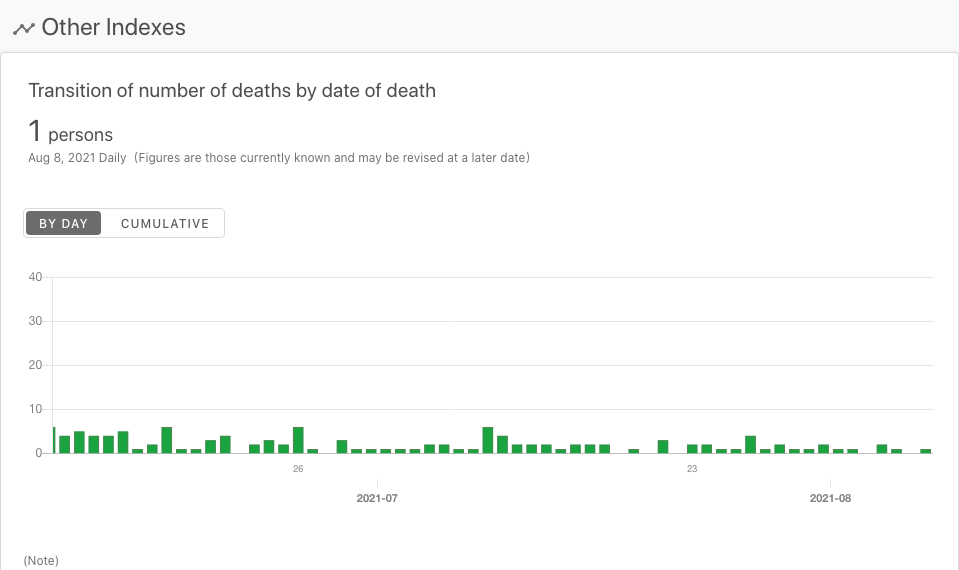 Other Indexes
Transition of number of deaths by date of death
1 persons
Aug 8, 2021 Daily (Figures are those currently known and may be revised at a later date)
BY DAY CUMULATIVE
40
30
20
10
0
26 23
2021-07 2021-08
(Note)